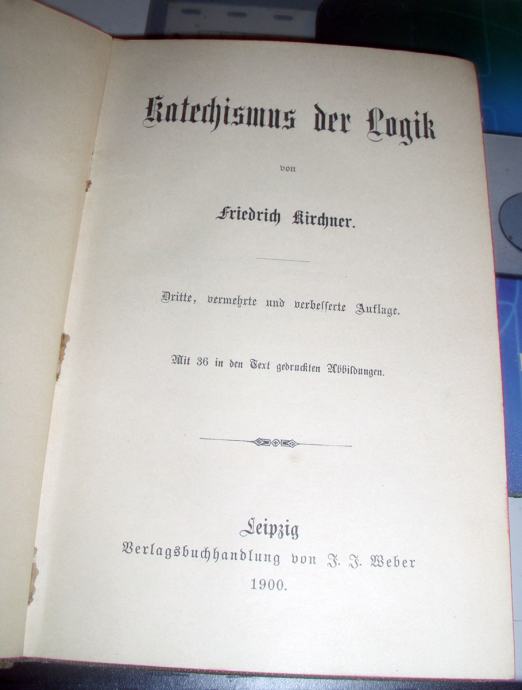 Katechismus der Logik
von
Friedrich Kirchner.
Dritte, vermehrte und verbesserte Auflage.
Mit 36 in den Text gedruckten Abbildungen.
Leipzig
Verlagsbuchhandlung von J. J. Weber
1900.